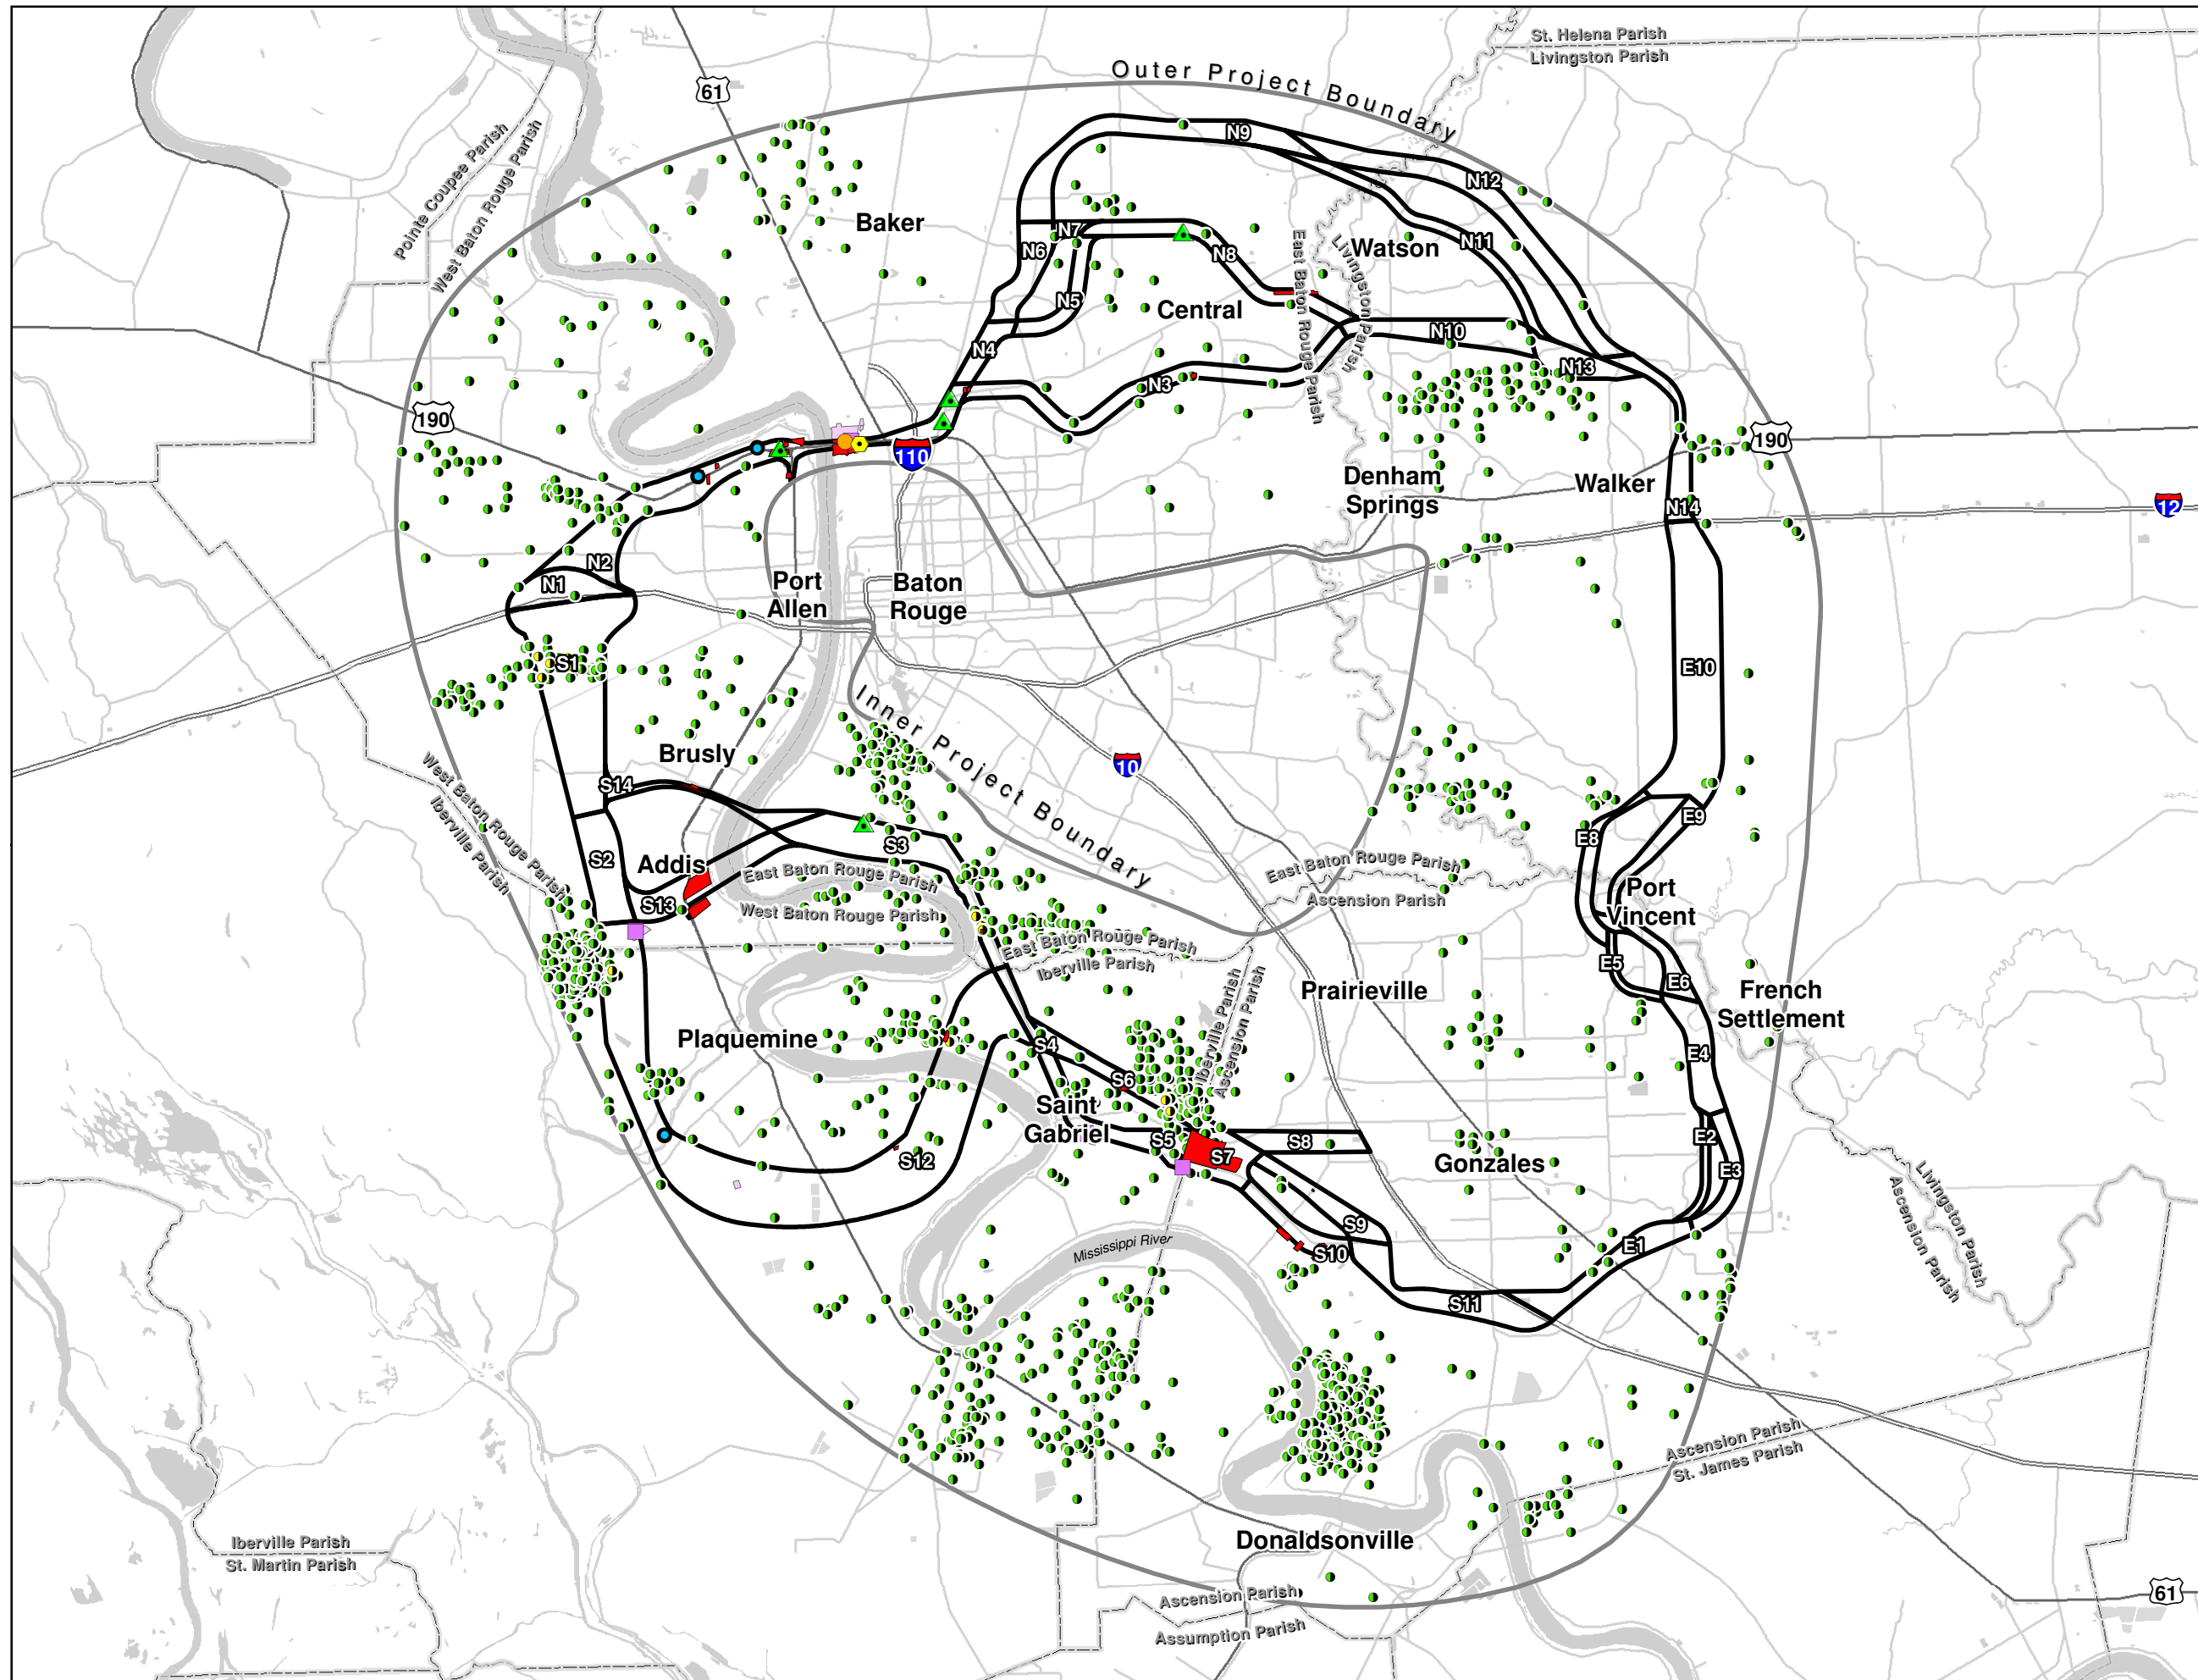 St. Helena Parish
Livingston Parish
Outer Project Boundary
61
Pointe Coupee Parish
West Baton Rouge Parish
N9
N12
Baker
N7
N6
N8
N11
Watson
East Baton Rouge Parish
Livingston Parish
N5
Central
N10
N4
N13
N3
190
190
110
Denham
Springs
Walker
N14
12
N2
N1
Port
Allen
Baton
Rouge
S1
E10
Inner Project Boundary
Brusly
10
S14
West Baton Rouge Parish
Iberville Parish
E9
E8
S3
S2
Addis
East Baton Rouge Parish
West Baton Rouge Parish
East Baton Rouge Parish
Ascension Parish
Port
Vincent
S13
East Baton Rouge Parish
Iberville Parish
E5
E6
Prairieville
French
Settlement
Iberville Parish
Ascension Parish
Plaquemine
S4
E4
S6
Saint
Gabriel
S5
S8
S7
E2
E3
S12
Gonzales
Livingston Parish
Ascension Parish
S9
S10
Mississippi River
E1
S11
Ascension Parish
St. James Parish
Iberville Parish
St. Martin Parish
Donaldsonville
Ascension Parish
Assumption Parish
61